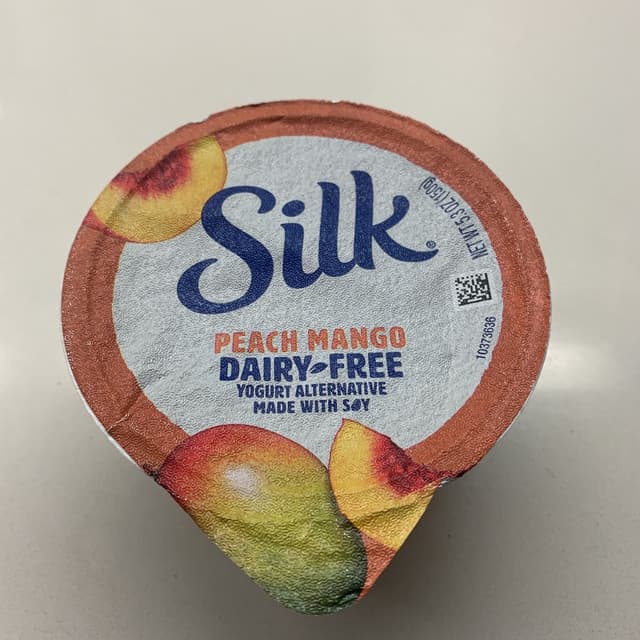 Silk®
PEACH MANGO
DAIRY-FREE
YOGURT ALTERNATIVE
MADE WITH SOY
NET WT 5.3 OZ (150g)
10373636